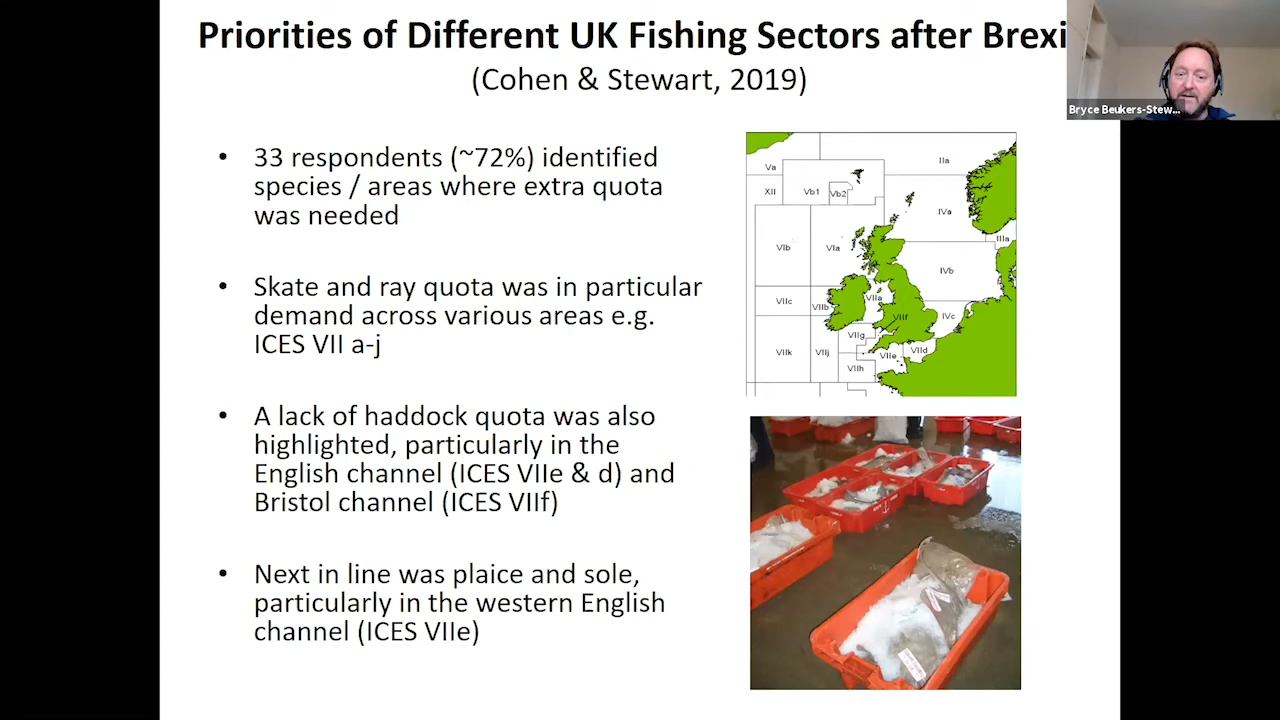 Priorities of Different UK Fishing Sectors after Brexi
(Cohen & Stewart, 2019)
Bryce Beukers-Stew...
• 33 respondents (~72%) identified
species / areas where extra quota
was needed
• Skate and ray quota was in particular
demand across various areas e.g.
ICES VII a-j
• A lack of haddock quota was also
highlighted, particularly in the
English channel (ICES VIIe & d) and
Bristol channel (ICES VIIf)
• Next in line was plaice and sole,
particularly in the western English
channel (ICES VIIe)
IIa
Va
XII
Vb1
Vb2
IVa
IIIa
VIb
VIa
IVb
VIIc
VIIb
VIIa
VIIf
IVc
VIIg
VIIk
VIIj
VIIe
VIId
VIIh